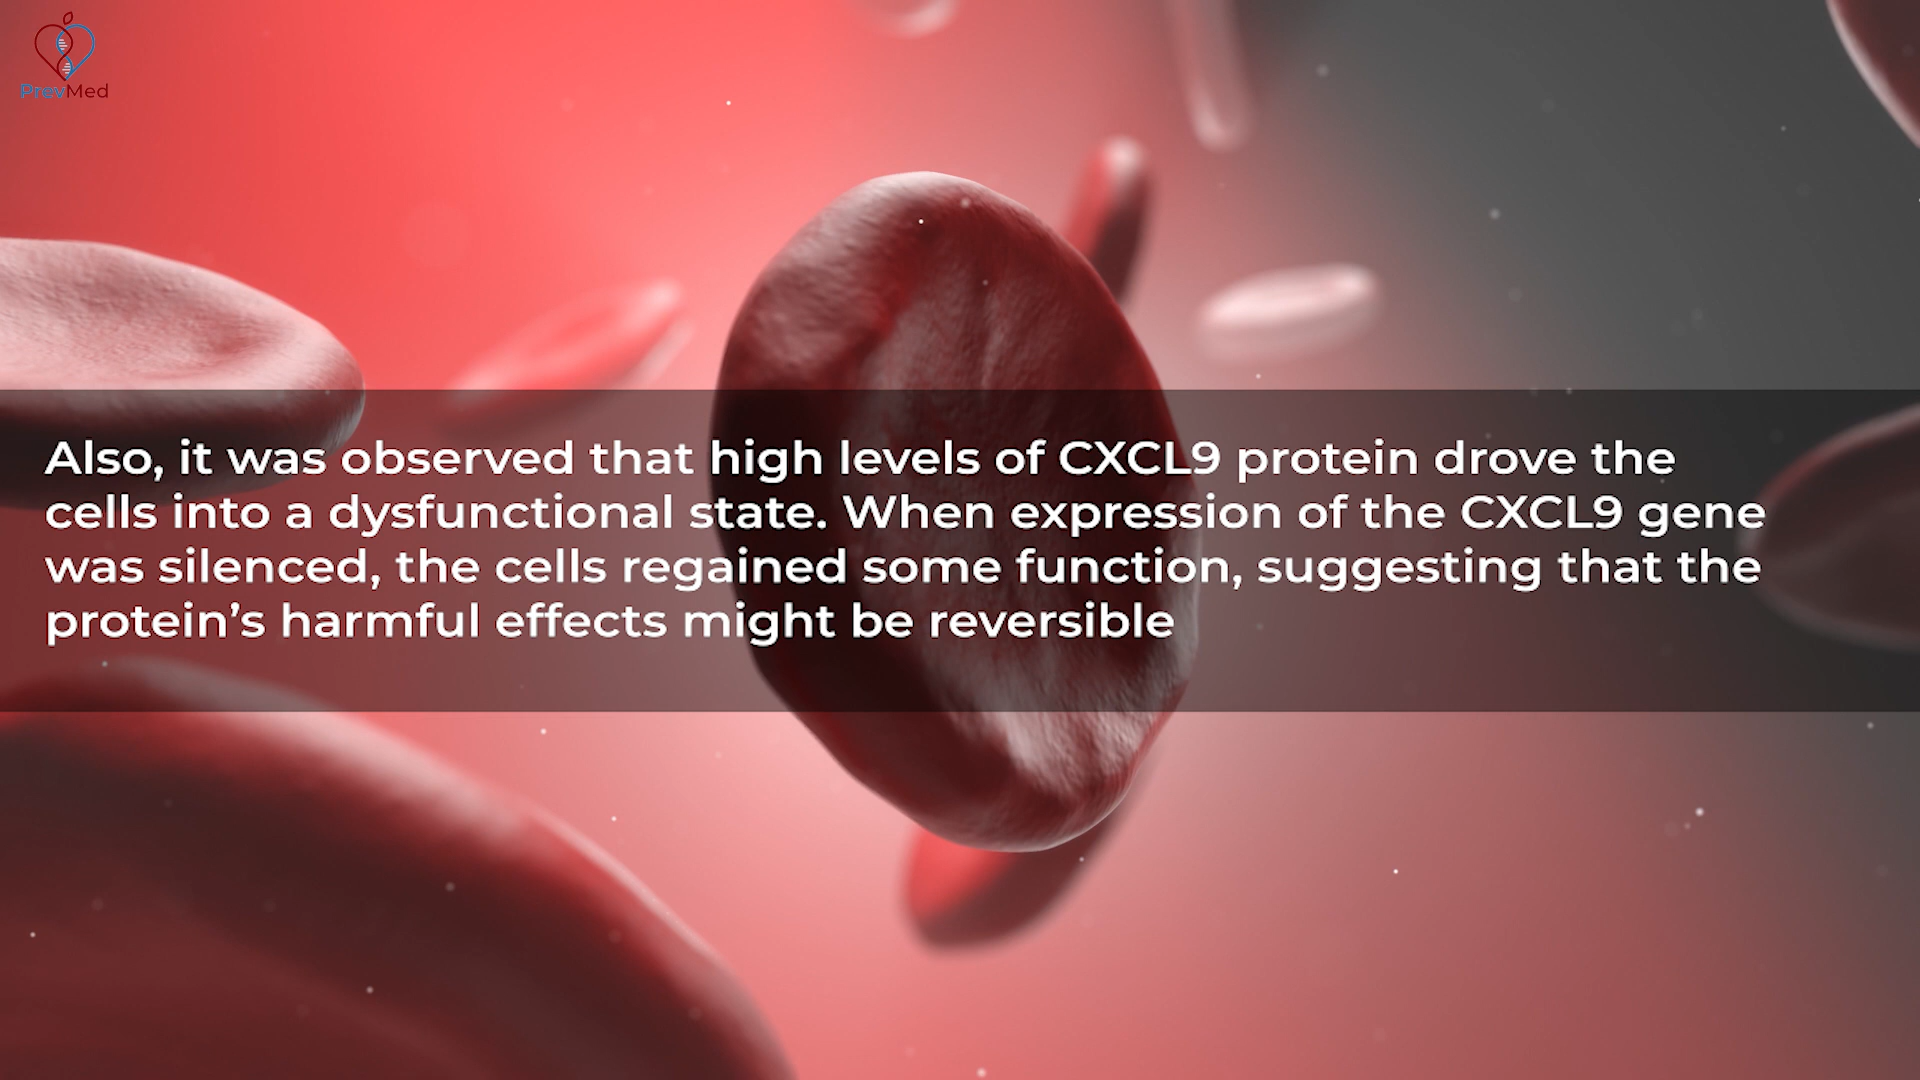 PrevMed
Also, it was observed that high levels of CXCL9 protein drove the
cells into a dysfunctional state. When expression of the CXCL9 gene
was silenced, the cells regained some function, suggesting that the
protein’s harmful effects might be reversible